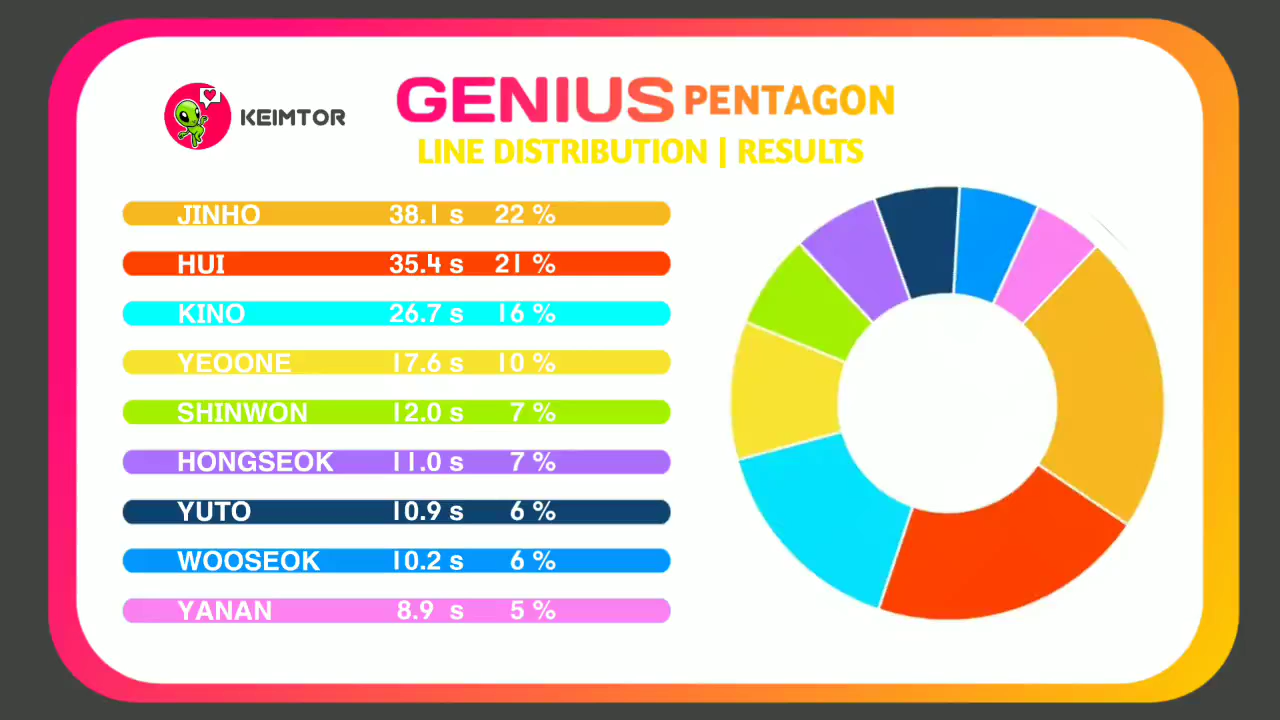 KEIMTOR
GENIUS PENTAGON
LINE DISTRIBUTION | RESULTS
JINHO 38.1 s 22 %
HUI 35.4 s 21 %
KINO 26.7 s 16 %
YEOONE 17.6 s 10 %
SHINWON 12.0 s 7 %
HONGSEOK 11.0 s 7 %
YUTO 10.9 s 6 %
WOOSEOK 10.2 s 6 %
YANAN 8.9 s 5 %